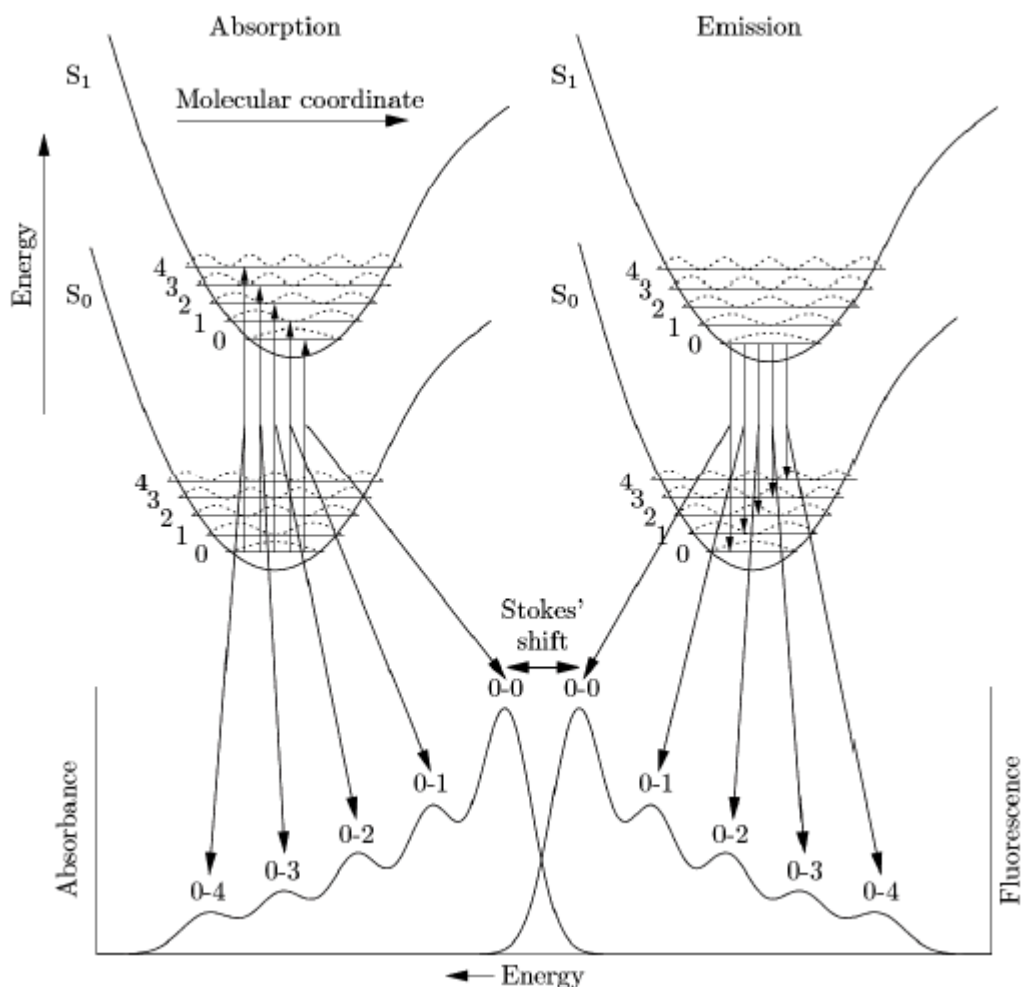 Absorption
Emission
S₁
S₁
Molecular coordinate
Energy
S₀
S₀
4
3
2
1
0
4
3
2
1
0
4
3
2
1
0
4
3
2
1
0
Stokes'
shift
0-0
0-0
0-1
0-1
0-2
0-2
0-3
0-3
0-4
0-4
Absorbance
Fluorescence
Energy